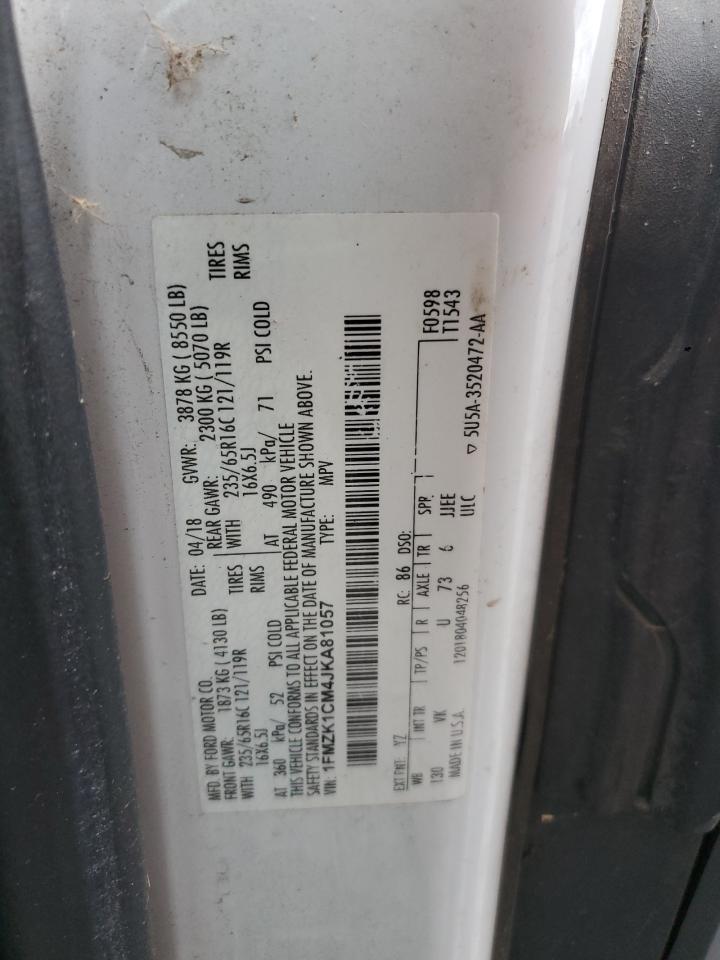 MFD. BY FORD MOTOR CO.
DATE: 04/18 GVWR: 3878 KG ( 8550 LB)
FRONT GAWR: 1873 KG ( 4130 LB) REAR GAWR: 2300 KG ( 5070 LB)
WITH 235/65R16C 121/119R TIRES WITH 235/65R16C 121/119R TIRES
16X6.5J RIMS 16X6.5J RIMS
AT 360 kPa/ 52 PSI COLD AT 490 kPa/ 71 PSI COLD
THIS VEHICLE CONFORMS TO ALL APPLICABLE FEDERAL MOTOR VEHICLE
SAFETY STANDARDS IN EFFECT ON THE DATE OF MANUFACTURE SHOWN ABOVE.
VIN: 1FMZK1CM4JKA81057 TYPE: MPV
EXT PNT: YZ RC: 86 DSO: F0598
WB INT TR TP/PS R AXLE TR SPR T1543
130 VK U 73 6 JJEE
MADE IN U.S.A. ULC
1201804048256 ▽ 5U5A-3520472-AA